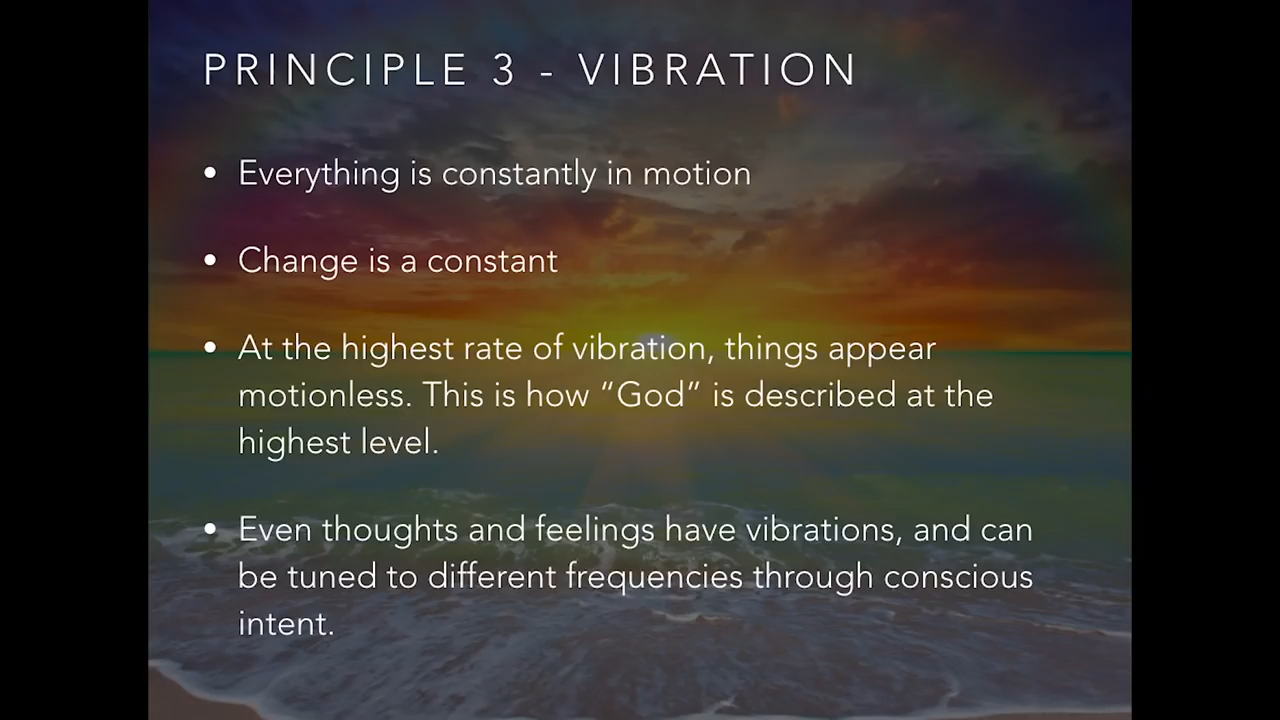 PRINCIPLE 3 - VIBRATION
• Everything is constantly in motion
• Change is a constant
• At the highest rate of vibration, things appear
motionless. This is how “God” is described at the
highest level.
• Even thoughts and feelings have vibrations, and can
be tuned to different frequencies through conscious
intent.